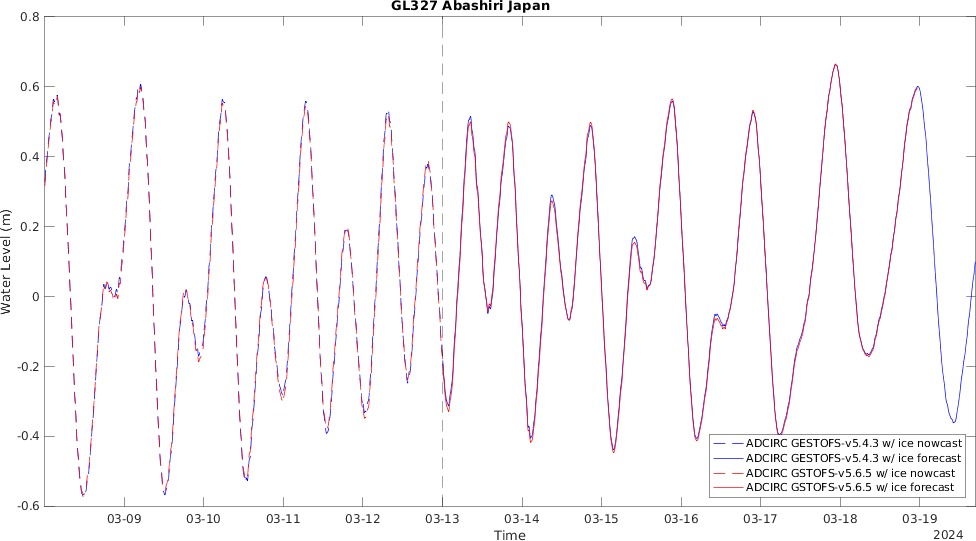 GL327 Abashiri Japan
0.8
0.6
0.4
0.2
0
-0.2
-0.4
-0.6
Water Level (m)
ADCIRC GESTOFS-v5.4.3 w/ ice nowcast
ADCIRC GESTOFS-v5.4.3 w/ ice forecast
ADCIRC GSTOFS-v5.6.5 w/ ice nowcast
ADCIRC GSTOFS-v5.6.5 w/ ice forecast
03-09 03-10 03-11 03-12 03-13 03-14 03-15 03-16 03-17 03-18 03-19
Time
2024